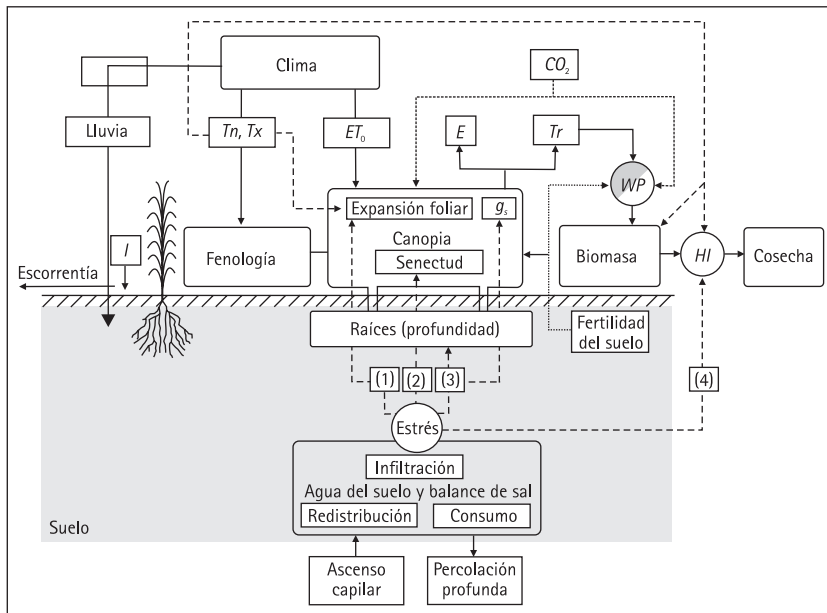 Clima
CO₂
Lluvia
Tn, Tx
ET₀
E
Tr
WP
Expansión foliar
gₛ
I
Fenología
Canopia
Senectud
Biomasa
HI
Cosecha
Escorrentía
Raíces (profundidad)
Fertilidad
del suelo
(1)
(2)
(3)
(4)
Estrés
Infiltración
Agua del suelo y balance de sal
Redistribución
Consumo
Suelo
Ascenso
capilar
Percolación
profunda